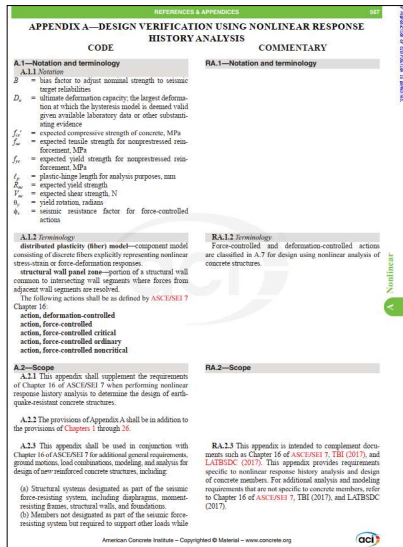 REFERENCES & APPENDICES 587
APPENDIX A—DESIGN VERIFICATION USING NONLINEAR RESPONSE
HISTORY ANALYSIS
CODE
COMMENTARY
A.1—Notation and terminology
A.1.1 Notation
B = bias factor to adjust nominal strength to seismic
target reliabilities
Du = ultimate deformation capacity; the largest deforma-
tion at which the hysteresis model is deemed valid
given available laboratory data or other substanti-
ating evidence
fce′ = expected compressive strength of concrete, MPa
fue = expected tensile strength for nonprestressed rein-
forcement, MPa
fye = expected yield strength for nonprestressed rein-
forcement, MPa
ℓp = plastic-hinge length for analysis purposes, mm
Rne = expected yield strength
Vne = expected shear strength, N
θy = yield rotation, radians
ϕs = seismic resistance factor for force-controlled
actions
A.1.2 Terminology
distributed plasticity (fiber) model—component model
consisting of discrete fibers explicitly representing nonlinear
stress-strain or force-deformation responses.
structural wall panel zone—portion of a structural wall
common to intersecting wall segments where forces from
adjacent wall segments are resolved.
The following actions shall be as defined by ASCE/SEI 7
Chapter 16:
action, deformation-controlled
action, force-controlled
action, force-controlled critical
action, force-controlled ordinary
action, force-controlled noncritical
A.2—Scope
A.2.1 This appendix shall supplement the requirements
of Chapter 16 of ASCE/SEI 7 when performing nonlinear
response history analysis to determine the design of earth-
quake-resistant concrete structures.
A.2.2 The provisions of Appendix A shall be in addition to
the provisions of Chapters 1 through 26.
A.2.3 This appendix shall be used in conjunction with
Chapter 16 of ASCE/SEI 7 for additional general requirements,
ground motions, load combinations, modeling, and analysis for
design of new reinforced concrete structures, including:
(a) Structural systems designated as part of the seismic
force-resisting system, including diaphragms, moment-
resisting frames, structural walls, and foundations.
(b) Members not designated as part of the seismic force-
resisting system but required to support other loads while
RA.1—Notation and terminology
RA.1.2 Terminology
Force-controlled and deformation-controlled actions
are classified in A.7 for design using nonlinear analysis of
concrete structures.
RA.2—Scope
RA.2.3 This appendix is intended to complement docu-
ments such as Chapter 16 of ASCE/SEI 7, TBI (2017), and
LATBSDC (2017). This appendix provides requirements
specific to nonlinear response history analysis and design
of concrete members. For additional analysis and modeling
requirements that are not specific to concrete members, refer
to Chapter 16 of ASCE/SEI 7, TBI (2017), and LATBSDC
(2017).
A
Nonlinear
aci
American Concrete Institute – Copyrighted © Material – www.concrete.org
aci